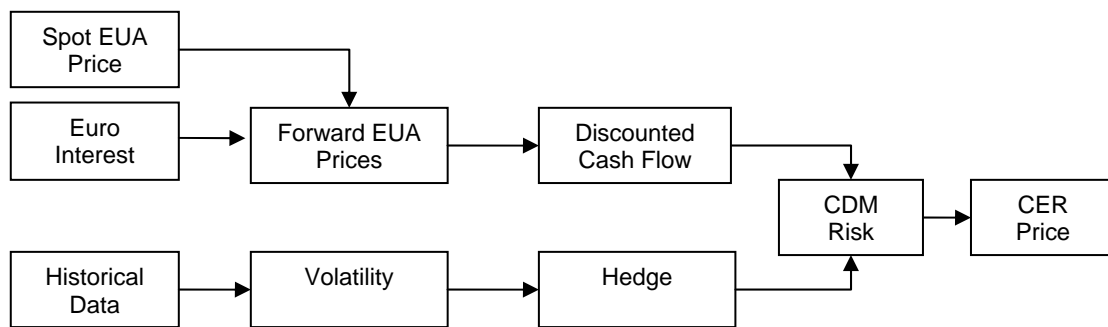 Spot EUA
Price
Euro
Interest
Forward EUA
Prices
Discounted
Cash Flow
CDM
Risk
CER
Price
Historical
Data
Volatility
Hedge